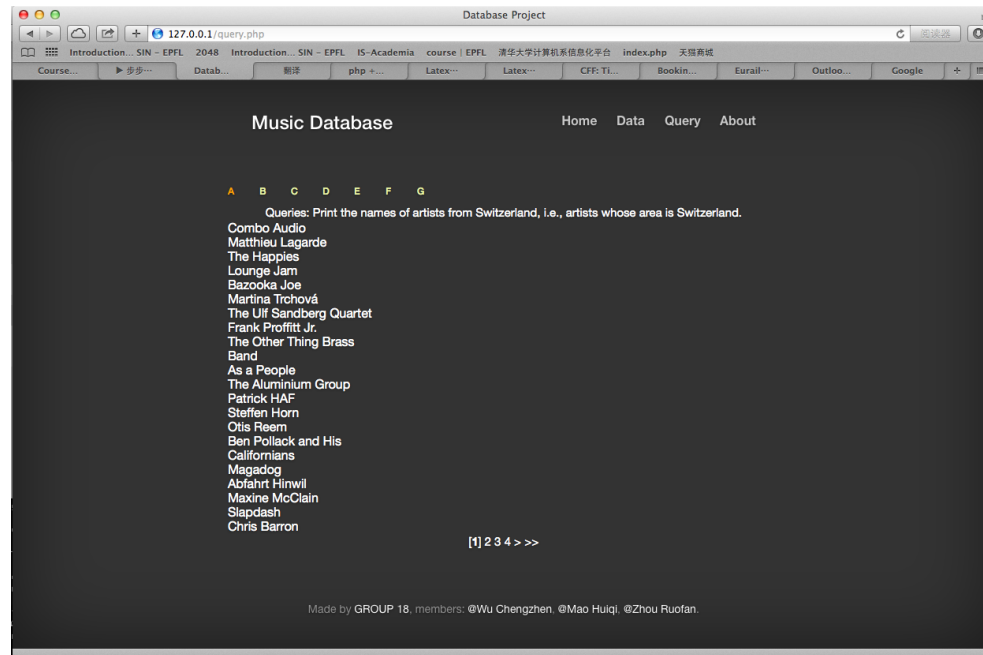 Database Project
127.0.0.1/query.php
阅读器
Introduction... SIN – EPFL 2048 Introduction... SIN – EPFL IS-Academia course | EPFL 清华大学计算机系信息化平台 index.php 天猫商城
Course... ▶ 步步… Datab... 翻译 php +... Latex… Latex… CFF: Ti... Bookin... Eurail… Outloo... Google +
Music Database Home Data Query About
A B C D E F G
Queries: Print the names of artists from Switzerland, i.e., artists whose area is Switzerland.
Combo Audio
Matthieu Lagarde
The Happies
Lounge Jam
Bazooka Joe
Martina Trchová
The Ulf Sandberg Quartet
Frank Proffitt Jr.
The Other Thing Brass
Band
As a People
The Aluminium Group
Patrick HAF
Steffen Horn
Otis Reem
Ben Pollack and His
Californians
Magadog
Abfahrt Hinwil
Maxine McClain
Slapdash
Chris Barron
[1] 2 3 4 > >>
Made by GROUP 18, members: @Wu Chengzhen, @Mao Huiqi, @Zhou Ruofan.